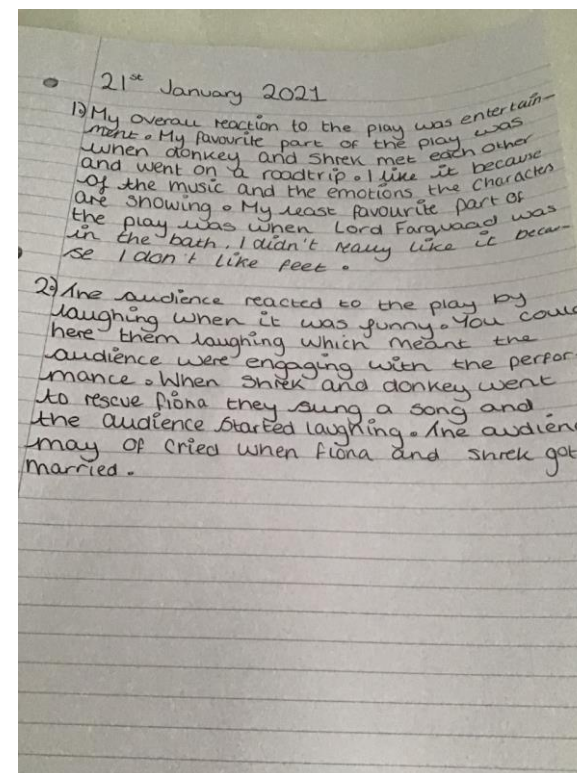 21st January 2021
1) My overall reaction to the play was entertain-
ment. My favourite part of the play was
when donkey and Shrek met each other
and went on a roadtrip. I like it because
of the music and the emotions the characters
are showing. My least favourite part of
the play was when Lord Farquaad was
in the bath. I didn't really like it becau-
se I don't like feet.
2) The audience reacted to the play by
laughing when it was funny. You could
here them laughing which meant the
audience were engaging with the perfor
mance. When Shrek and donkey went
to rescue fiona they sung a song and
the audience started laughing. The audien
may of cried when fiona and shrek got
married.